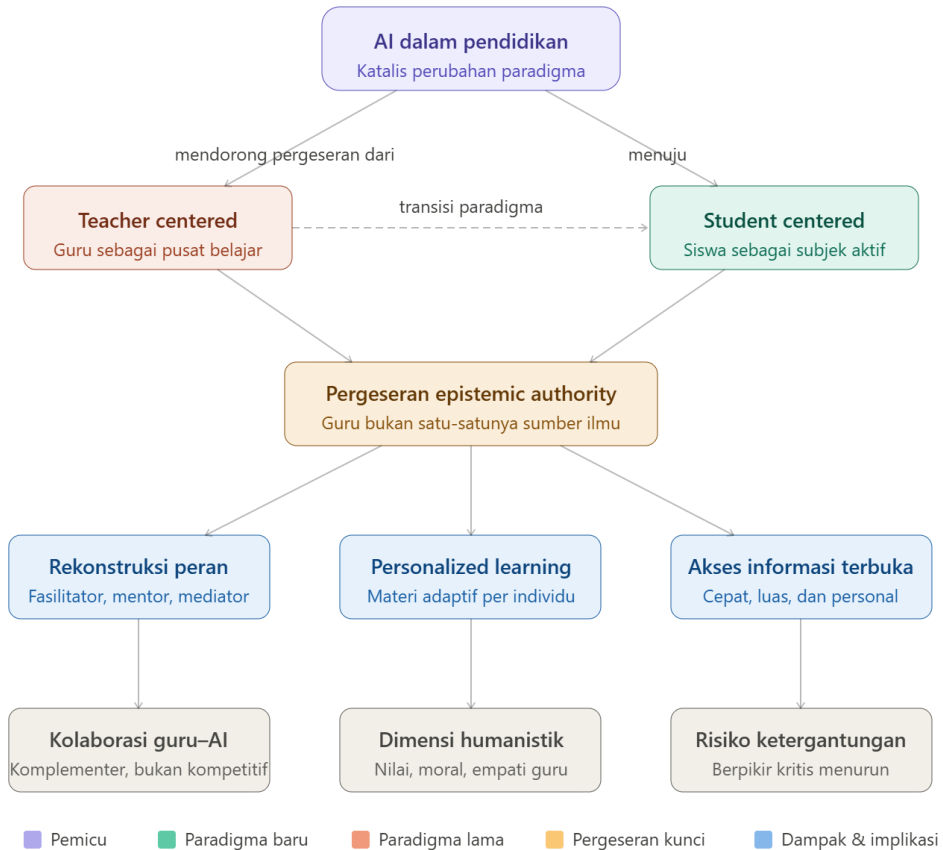 AI dalam pendidikan
Katalis perubahan paradigma
mendorong pergeseran dari
menuju
Teacher centered
Guru sebagai pusat belajar
transisi paradigma
Student centered
Siswa sebagai subjek aktif
Pergeseran epistemic authority
Guru bukan satu-satunya sumber ilmu
Rekonstruksi peran
Fasilitator, mentor, mediator
Personalized learning
Materi adaptif per individu
Akses informasi terbuka
Cepat, luas, dan personal
Kolaborasi guru–AI
Komplementer, bukan kompetitif
Dimensi humanistik
Nilai, moral, empati guru
Risiko ketergantungan
Berpikir kritis menurun
Pemicu
Paradigma baru
Paradigma lama
Pergeseran kunci
Dampak & implikasi